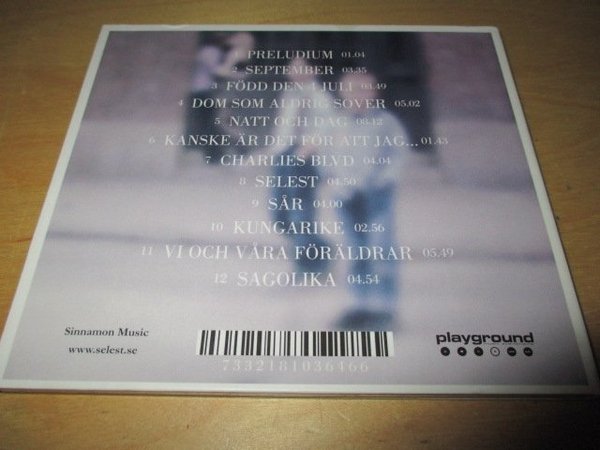 1 PRELUDIUM 01.04
2 SEPTEMBER 03.35
3 FÖDD DEN 4 JULI 03.49
4 DOM SOM ALDRIG SOVER 05.02
5 NATT OCH DAG 08.12
6 KANSKE ÄR DET FÖR ATT JAG... 01.43
7 CHARLIES BLVD 04.04
8 SELEST 04.50
9 SÅR 04.00
10 KUNGARIKE 02.56
11 VI OCH VÅRA FÖRÄLDRAR 05.49
12 SAGOLIKA 04.54
Sinnamon Music
www.selest.se
7332181036466
playground